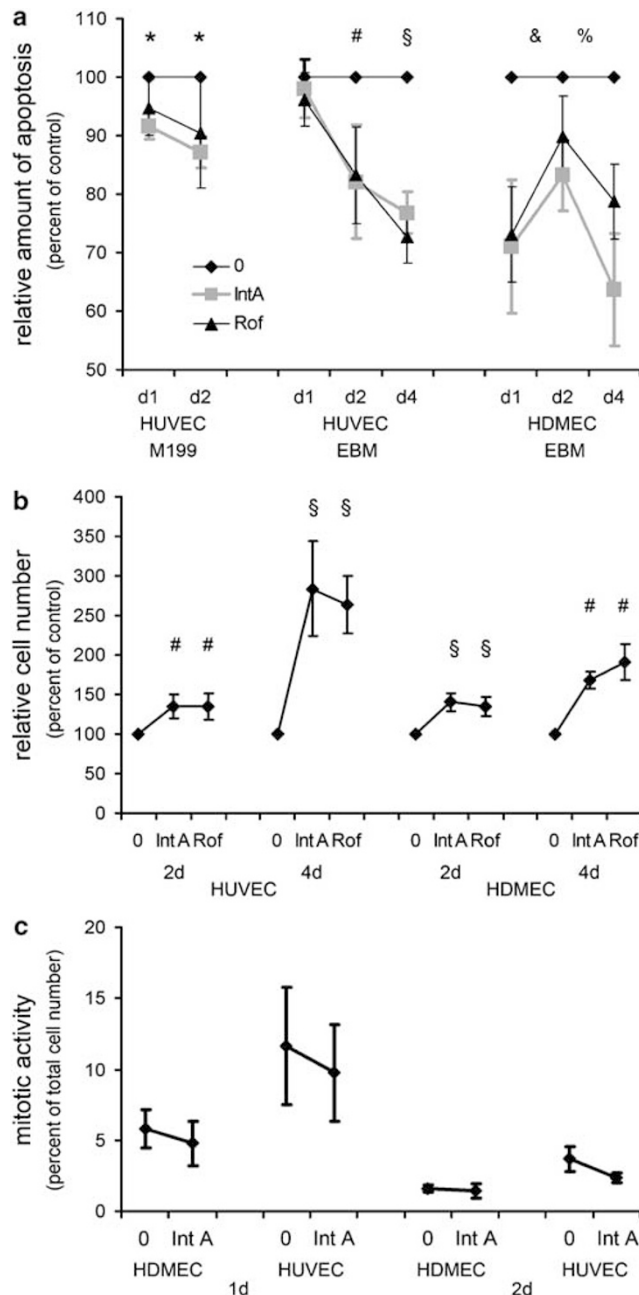 a
* * # § & %
100
90
80
70
60
50
relative amount of apoptosis
(percent of control)
0
IntA
Rof
d1 d2 d1 d2 d4 d1 d2 d4
HUVEC HUVEC HDMEC
M199 EBM EBM
b
400
350
300
250
200
150
100
50
0
relative cell number
(percent of control)
§ §
# #
§ §
# #
0 Int A Rof 0 Int A Rof 0 Int A Rof 0 Int A Rof
2d 4d 2d 4d
HUVEC HDMEC
c
20
15
10
5
0
mitotic activity
(percent of total cell number)
0 Int A 0 Int A 0 Int A 0 Int A
HDMEC HUVEC HDMEC HUVEC
1d 2d